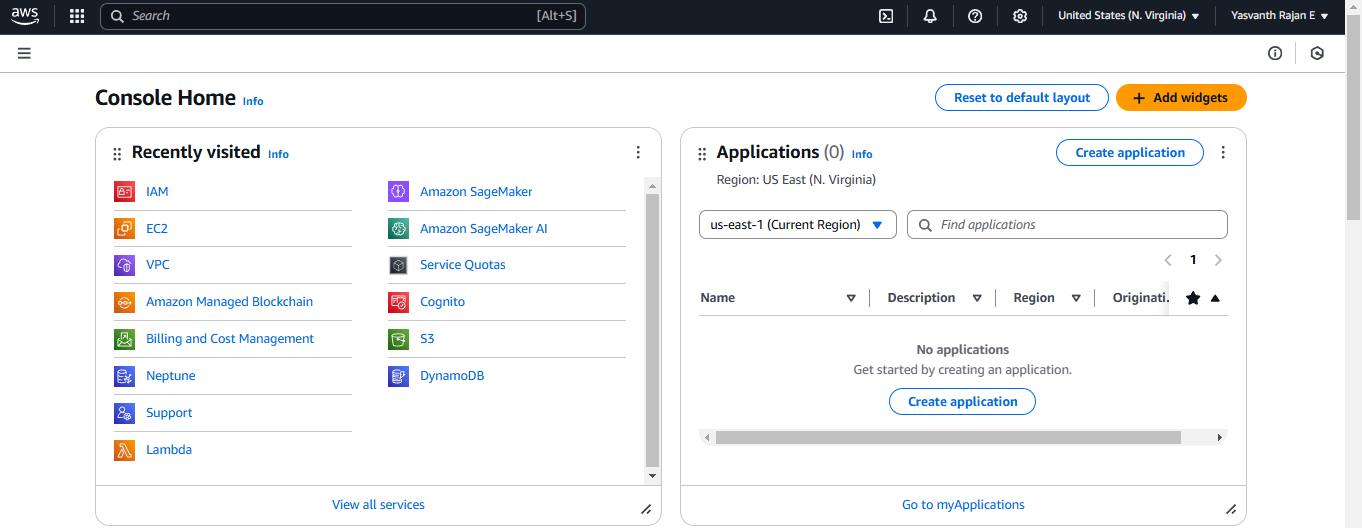 aws Search [Alt+S] United States (N. Virginia) Yasvanth Rajan E
Console Home Info Reset to default layout + Add widgets
Recently visited Info
IAM
EC2
VPC
Amazon Managed Blockchain
Billing and Cost Management
Neptune
Support
Lambda
Amazon SageMaker
Amazon SageMaker AI
Service Quotas
Cognito
S3
DynamoDB
View all services
Applications (0) Info Create application
Region: US East (N. Virginia)
us-east-1 (Current Region) Find applications
1
Name Description Region Originati.
No applications
Get started by creating an application.
Create application
Go to myApplications